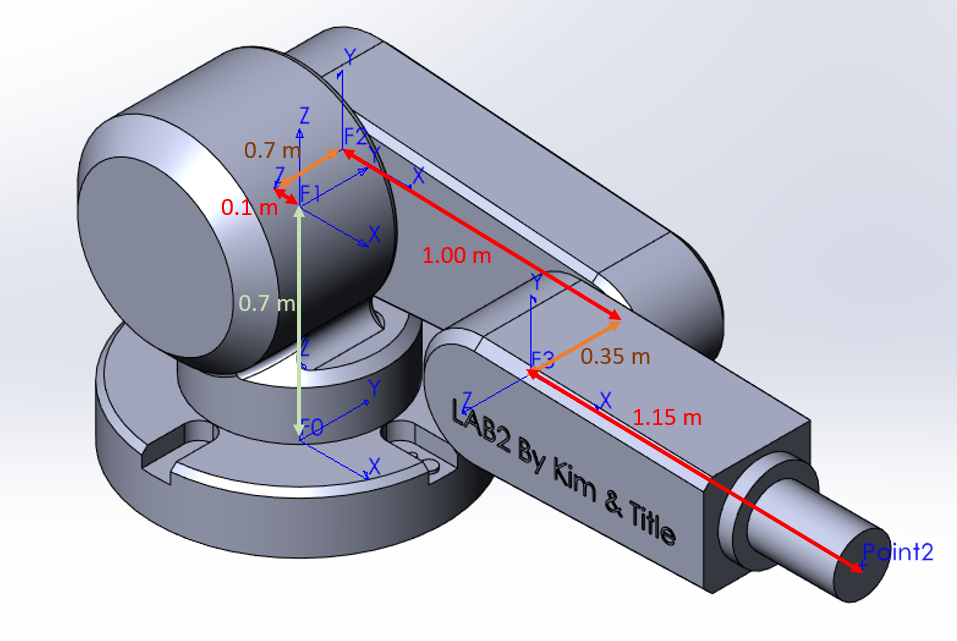 Y
Z
F2
0.7 m
Y
Z
X
F1
0.1 m
X
1.00 m
Y
0.7 m
Z
F3
0.35 m
Y
Z
X
1.15 m
F0
LAB2 By Kim & Title
X
Point2